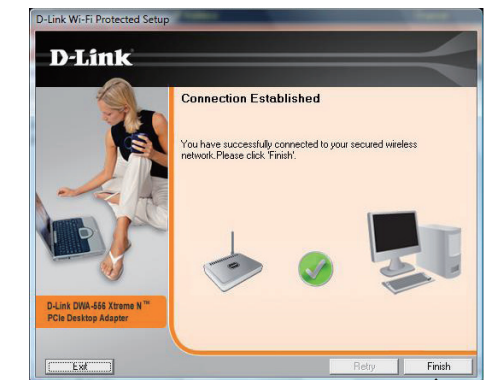 D-Link Wi-Fi Protected Setup
D-Link
Connection Established
You have successfully connected to your secured wireless
network.Please click 'Finish'.
D-Link DWA-556 Xtreme N™
PCIe Desktop Adapter
Exit
Retry
Finish